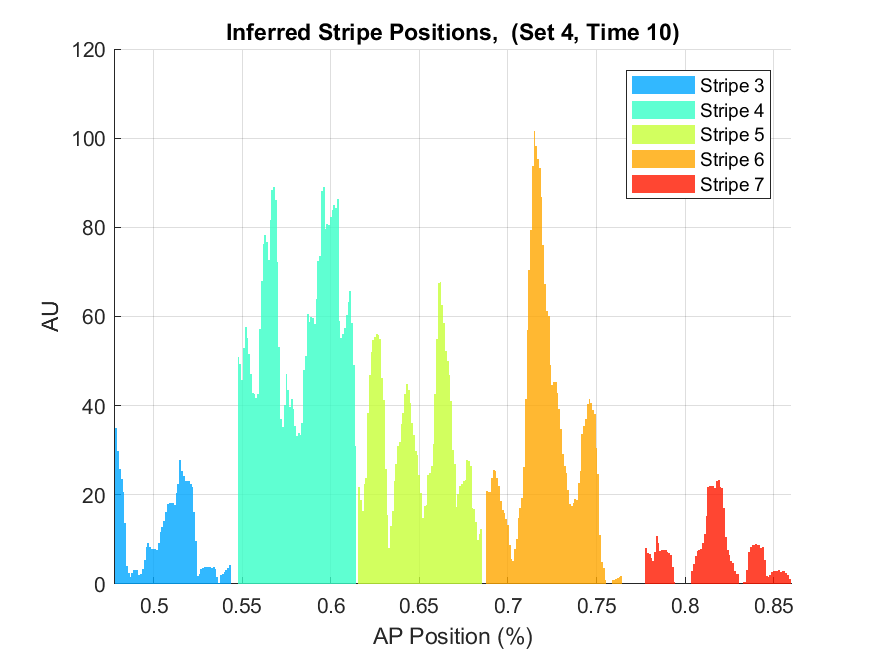 Inferred Stripe Positions,  (Set 4, Time 10)
120
100
80
60
40
20
0
AU
Stripe 3
Stripe 4
Stripe 5
Stripe 6
Stripe 7
0.5 0.55 0.6 0.65 0.7 0.75 0.8 0.85
AP Position (%)